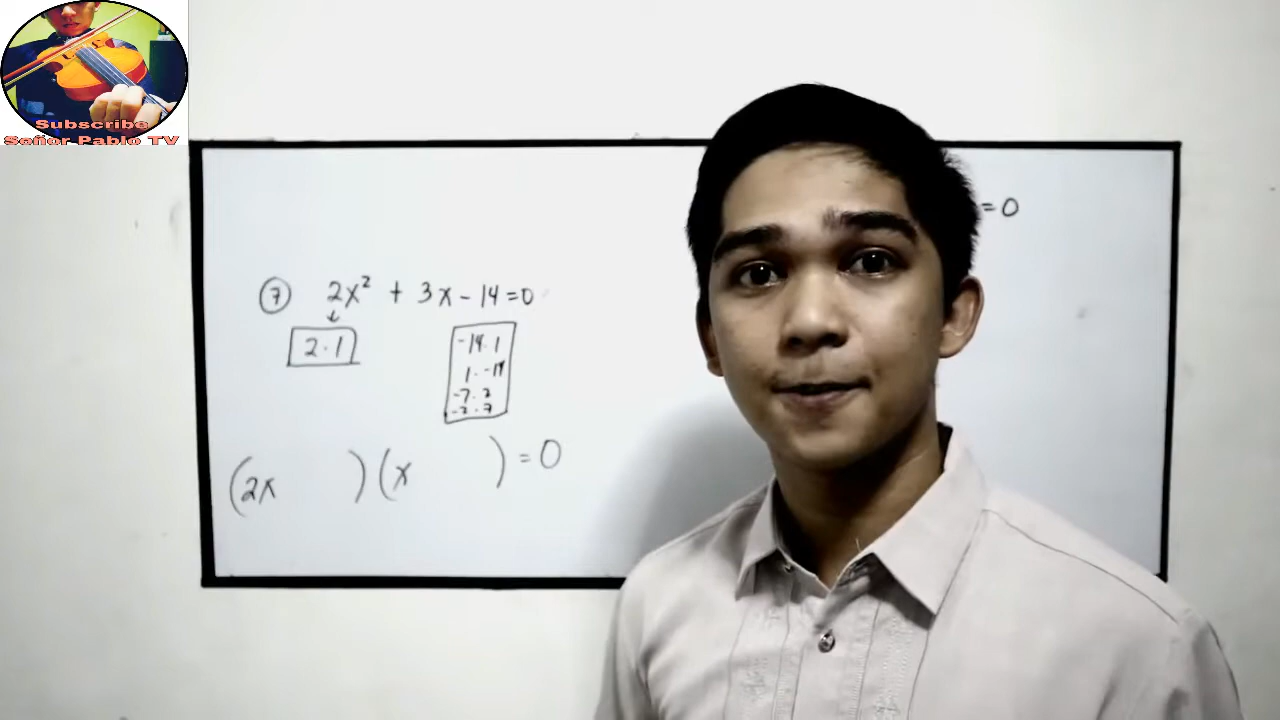 Subscribe
Señor Pablo TV
=0
7 2x² + 3x - 14 = 0
2 · 1
-14 · 1
1 · -14
-7 · 2
-2 · 7
(2x )(x ) = 0